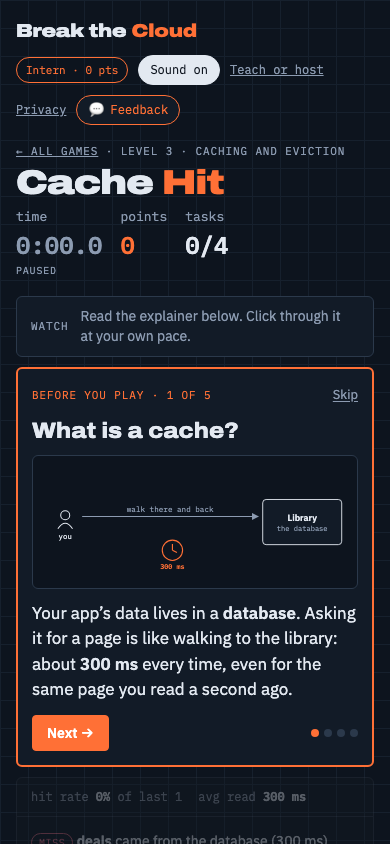 Break the Cloud
Intern · 0 pts
Sound on
Teach or host
Privacy
💬 Feedback
← ALL GAMES · LEVEL 3 · CACHING AND EVICTION
Cache Hit
time points tasks
0:00.0 0 0/4
PAUSED
WATCH
Read the explainer below. Click through it
at your own pace.
BEFORE YOU PLAY · 1 OF 5
Skip
What is a cache?
walk there and back
Library
the database
you
300 ms
Your app's data lives in a database. Asking
it for a page is like walking to the library:
about 300 ms every time, even for the
same page you read a second ago.
Next →
hit rate 0% of last 1 avg read 300 ms
MISS deals came from the database (300 ms)